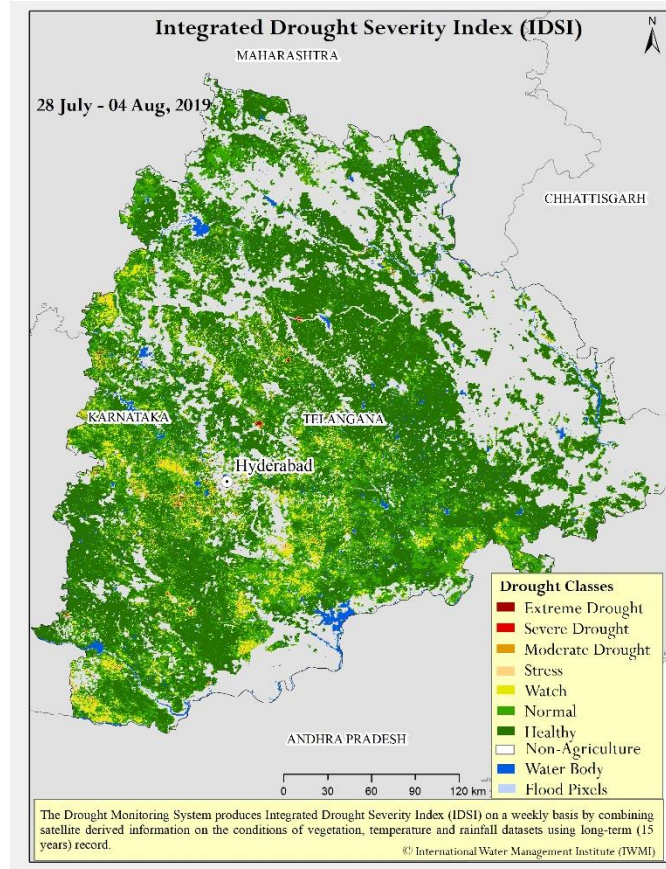 Integrated Drought Severity Index (IDSI)
N
MAHARASHTRA
28 July - 04 Aug, 2019
CHHATTISGARH
KARNATAKA
TELANGANA
Hyderabad
Drought Classes
Extreme Drought
Severe Drought
Moderate Drought
Stress
Watch
Normal
Healthy
Non-Agriculture
Water Body
Flood Pixels
ANDHRA PRADESH
0 30 60 90 120 km
The Drought Monitoring System produces Integrated Drought Severity Index (IDSI) on a weekly basis by combining
satellite derived information on the conditions of vegetation, temperature and rainfall datasets using long-term (15
years) record.
© International Water Management Institute (IWMI)